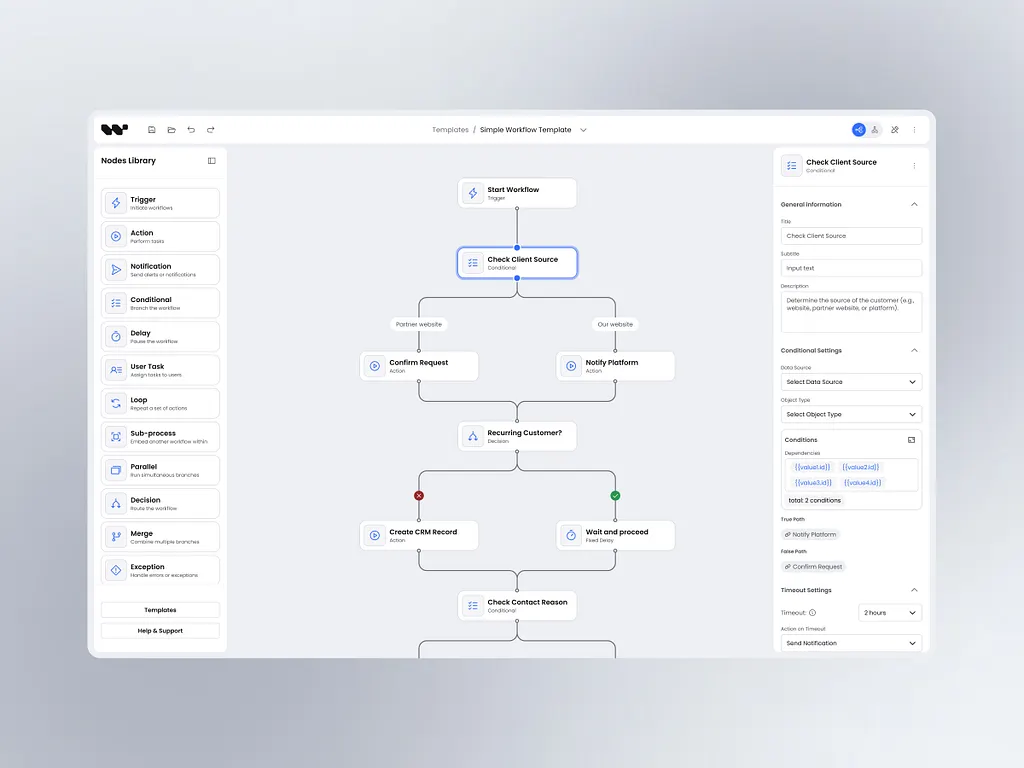 Templates / Simple Workflow Template
Nodes Library
Trigger
Initiate workflows
Action
Perform tasks
Notification
Send alerts or notifications
Conditional
Branch the workflow
Delay
Pause the workflow
User Task
Assign tasks to users
Loop
Repeat a set of actions
Sub-process
Embed another workflow within
Parallel
Run simultaneous branches
Decision
Route the workflow
Merge
Combine multiple branches
Exception
Handle errors or exceptions
Templates
Help & Support
Start Workflow
Trigger
Check Client Source
Conditional
Partner website
Our website
Confirm Request
Action
Notify Platform
Action
Recurring Customer?
Decision
Create CRM Record
Action
Wait and proceed
Fixed Delay
Check Contact Reason
Conditional
Check Client Source
Conditional
General Information
Title
Check Client Source
Subtitle
Input text
Description
Determine the source of the customer (e.g.,
website, partner website, or platform).
Conditional Settings
Data Source
Select Data Source
Object Type
Select Object Type
Conditions
Dependencies
{{value1.id}} {{value2.id}}
{{value3.id}} {{value4.id}}
total: 2 conditions
True Path
Notify Platform
False Path
Confirm Request
Timeout Settings
Timeout: 2 hours
Action on Timeout
Send Notification